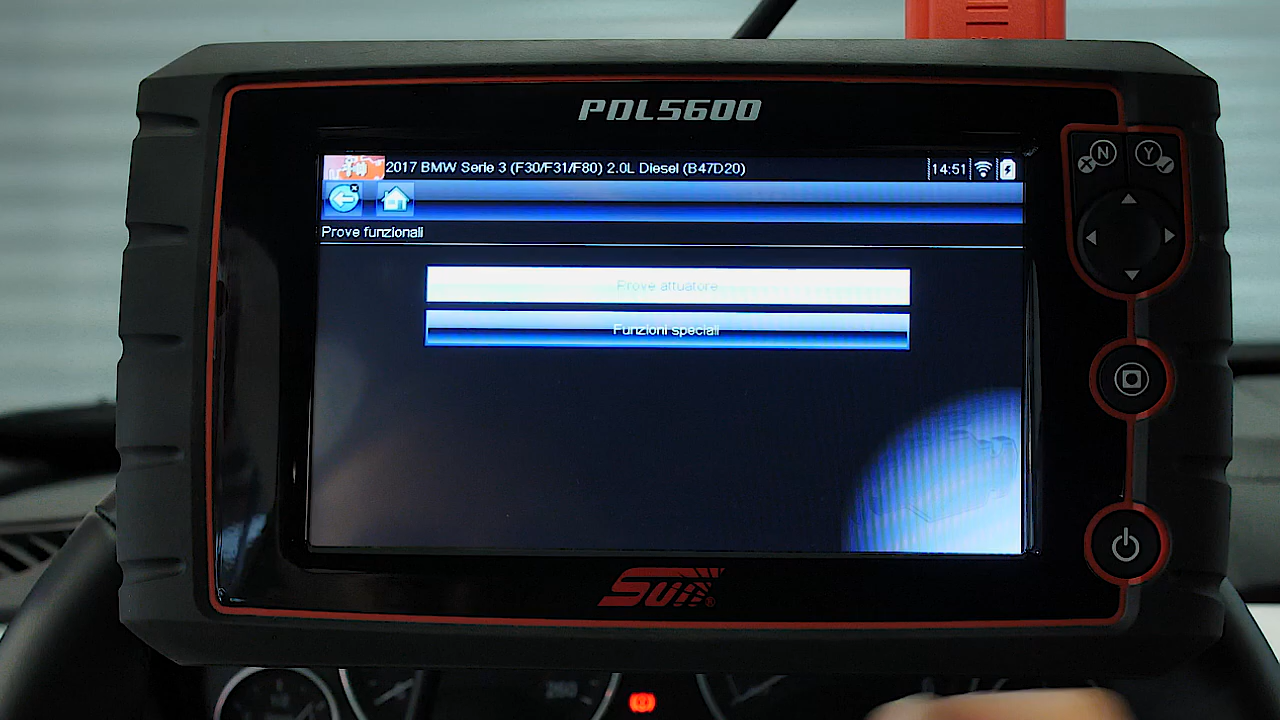 PDL5600
2017 BMW Serie 3 (F30/F31/F80) 2.0L Diesel (B47D20)
14:51
N
Y
Prove funzionali
Prove attuatore
Funzioni speciali
Sun®